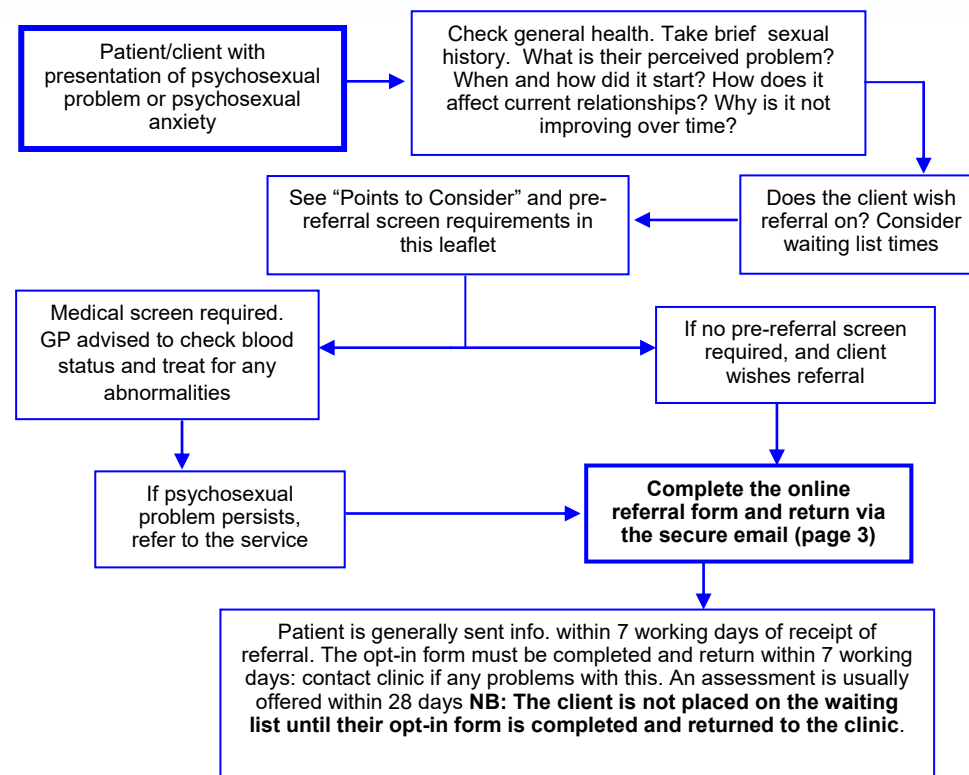 Patient/client with
presentation of psychosexual
problem or psychosexual
anxiety
Check general health. Take brief  sexual
history.  What is their perceived problem?
When and how did it start? How does it
affect current relationships? Why is it not
improving over time?
Does the client wish
referral on? Consider
waiting list times
See “Points to Consider” and pre-
referral screen requirements in
this leaflet
Medical screen required.
GP advised to check blood
status and treat for any
abnormalities
If no pre-referral screen
required, and client
wishes referral
If psychosexual
problem persists,
refer to the service
Complete the online
referral form and return via
the secure email (page 3)
Patient is generally sent info. within 7 working days of receipt of
referral. The opt-in form must be completed and return within 7 working
days: contact clinic if any problems with this. An assessment is usually
offered within 28 days NB: The client is not placed on the waiting
list until their opt-in form is completed and returned to the clinic.